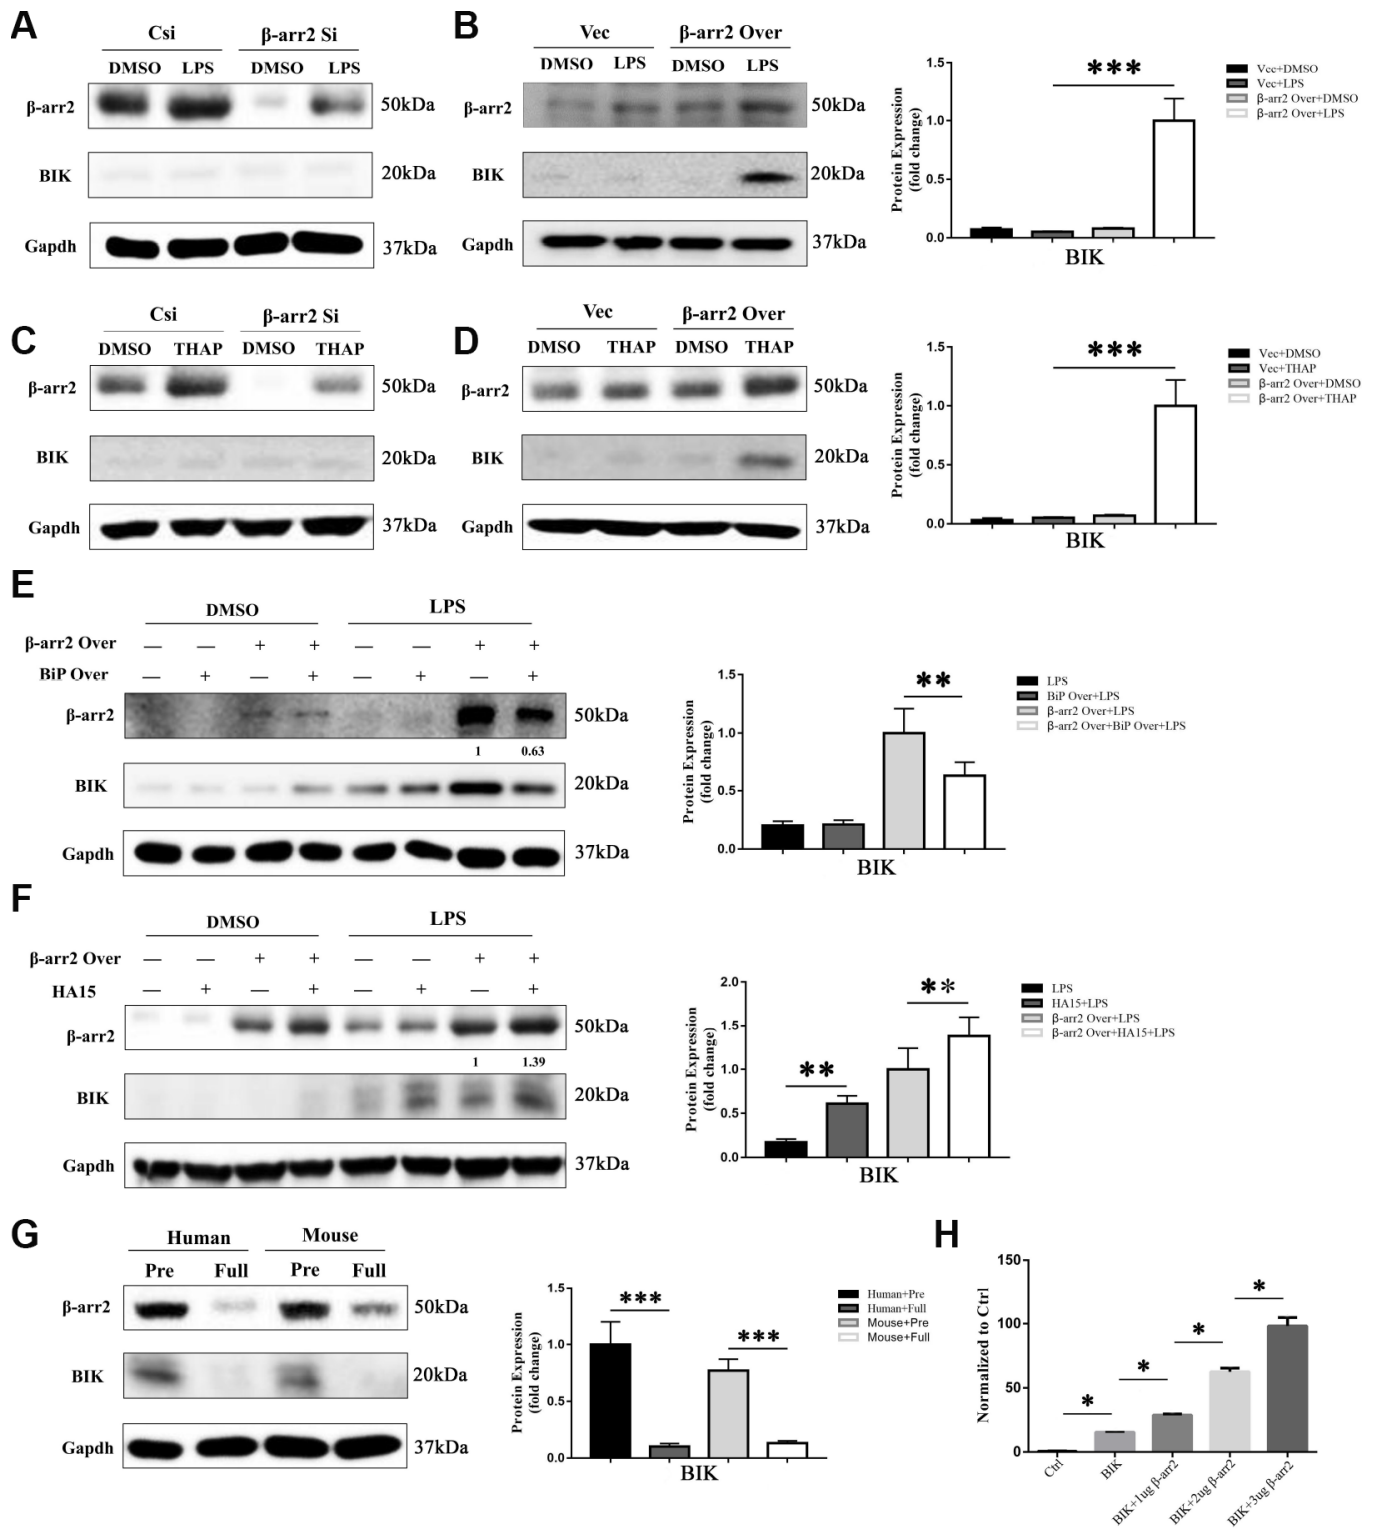 A
Csi β-arr2 Si
DMSO LPS DMSO LPS
β-arr2 50kDa
BIK 20kDa
Gapdh 37kDa
B
Vec β-arr2 Over
DMSO LPS DMSO LPS
β-arr2 50kDa
BIK 20kDa
Gapdh 37kDa
Protein Expression
(fold change)
1.5
1.0
0.5
0.0
***
BIK
Vec+DMSO
Vec+LPS
β-arr2 Over+DMSO
β-arr2 Over+LPS
C
Csi β-arr2 Si
DMSO THAP DMSO THAP
β-arr2 50kDa
BIK 20kDa
Gapdh 37kDa
D
Vec β-arr2 Over
DMSO THAP DMSO THAP
β-arr2 50kDa
BIK 20kDa
Gapdh 37kDa
Protein Expression
(fold change)
1.5
1.0
0.5
0.0
***
BIK
Vec+DMSO
Vec+THAP
β-arr2 Over+DMSO
β-arr2 Over+THAP
E
DMSO LPS
β-arr2 Over — — + + — — + +
BiP Over — + — + — + — +
β-arr2 50kDa
1 0.63
BIK 20kDa
Gapdh 37kDa
Protein Expression
(fold change)
1.5
1.0
0.5
0.0
**
BIK
LPS
BiP Over+LPS
β-arr2 Over+LPS
β-arr2 Over+BiP Over+LPS
F
DMSO LPS
β-arr2 Over — — + + — — + +
HA15 — + — + — + — +
β-arr2 50kDa
1 1.39
BIK 20kDa
Gapdh 37kDa
Protein Expression
(fold change)
2.0
1.5
1.0
0.5
0.0
** **
BIK
LPS
HA15+LPS
β-arr2 Over+LPS
β-arr2 Over+HA15+LPS
G
Human Mouse
Pre Full Pre Full
β-arr2 50kDa
BIK 20kDa
Gapdh 37kDa
Protein Expression
(fold change)
1.5
1.0
0.5
0.0
*** ***
BIK
Human+Pre
Human+Full
Mouse+Pre
Mouse+Full
H
Normalized to Ctrl
150
100
50
0
* * * *
Ctrl
BIK
BIK+1ug β-arr2
BIK+2ug β-arr2
BIK+3ug β-arr2